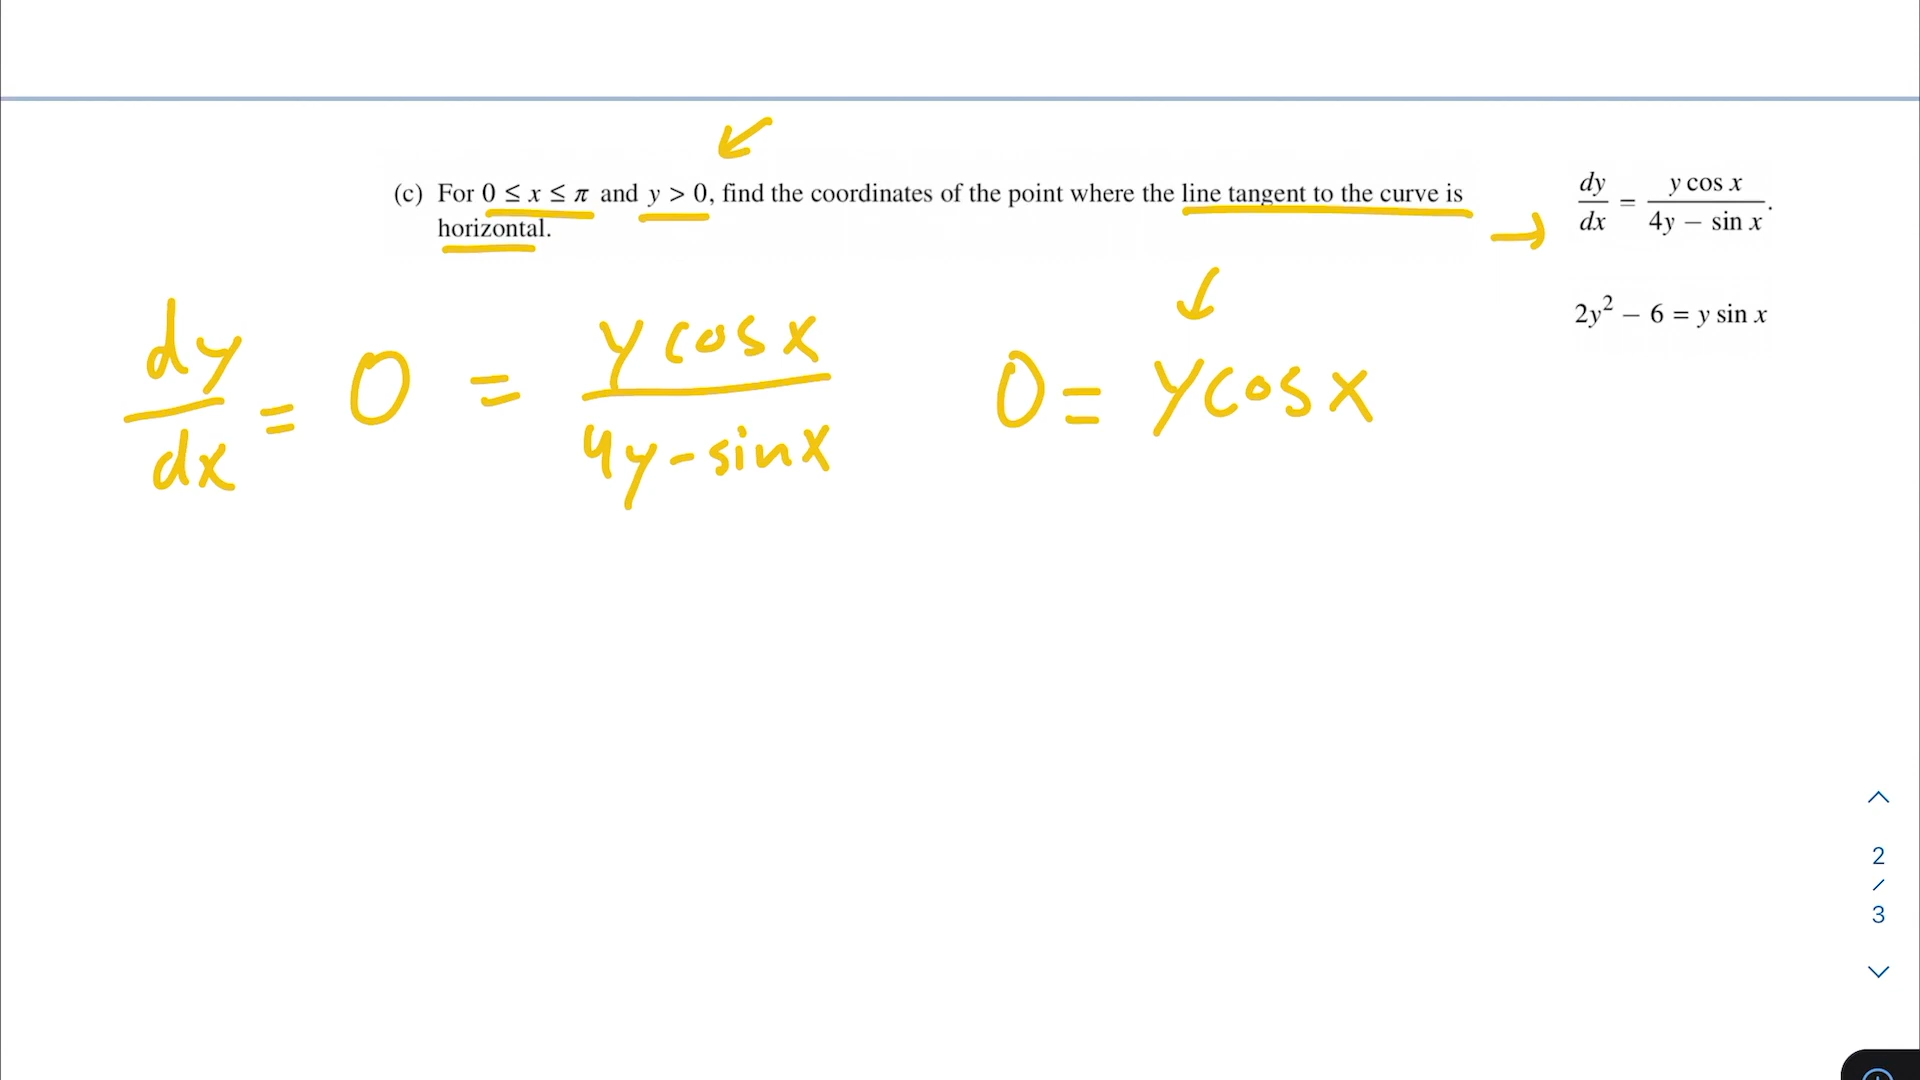 (c) For 0 ≤ x ≤ π and y > 0, find the coordinates of the point where the line tangent to the curve is
horizontal.
dy/dx = y cos x / 4y − sin x.
2y² − 6 = y sin x
dy/dx = 0 = y cos x / 4y - sin x
0 = y cos x
2
/
3